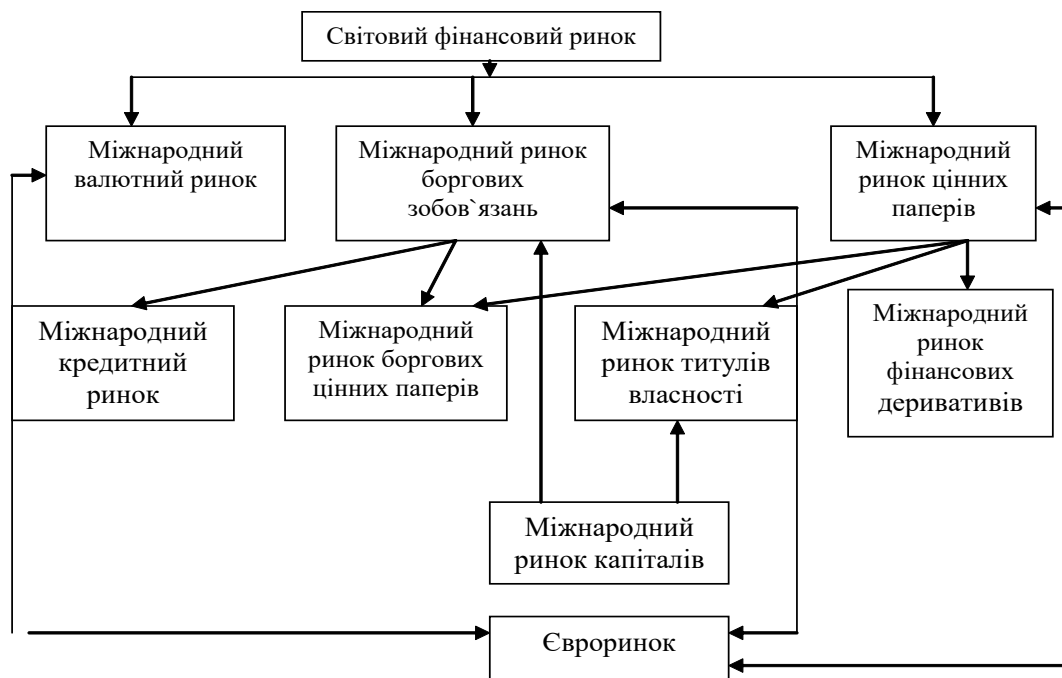 Світовий фінансовий ринок
Міжнародний
валютний ринок
Міжнародний ринок
боргових
зобов`язань
Міжнародний
ринок цінних
паперів
Міжнародний
кредитний
ринок
Міжнародний
ринок боргових
цінних паперів
Міжнародний
ринок титулів
власності
Міжнародний
ринок
фінансових
деривативів
Міжнародний
ринок капіталів
Євроринок